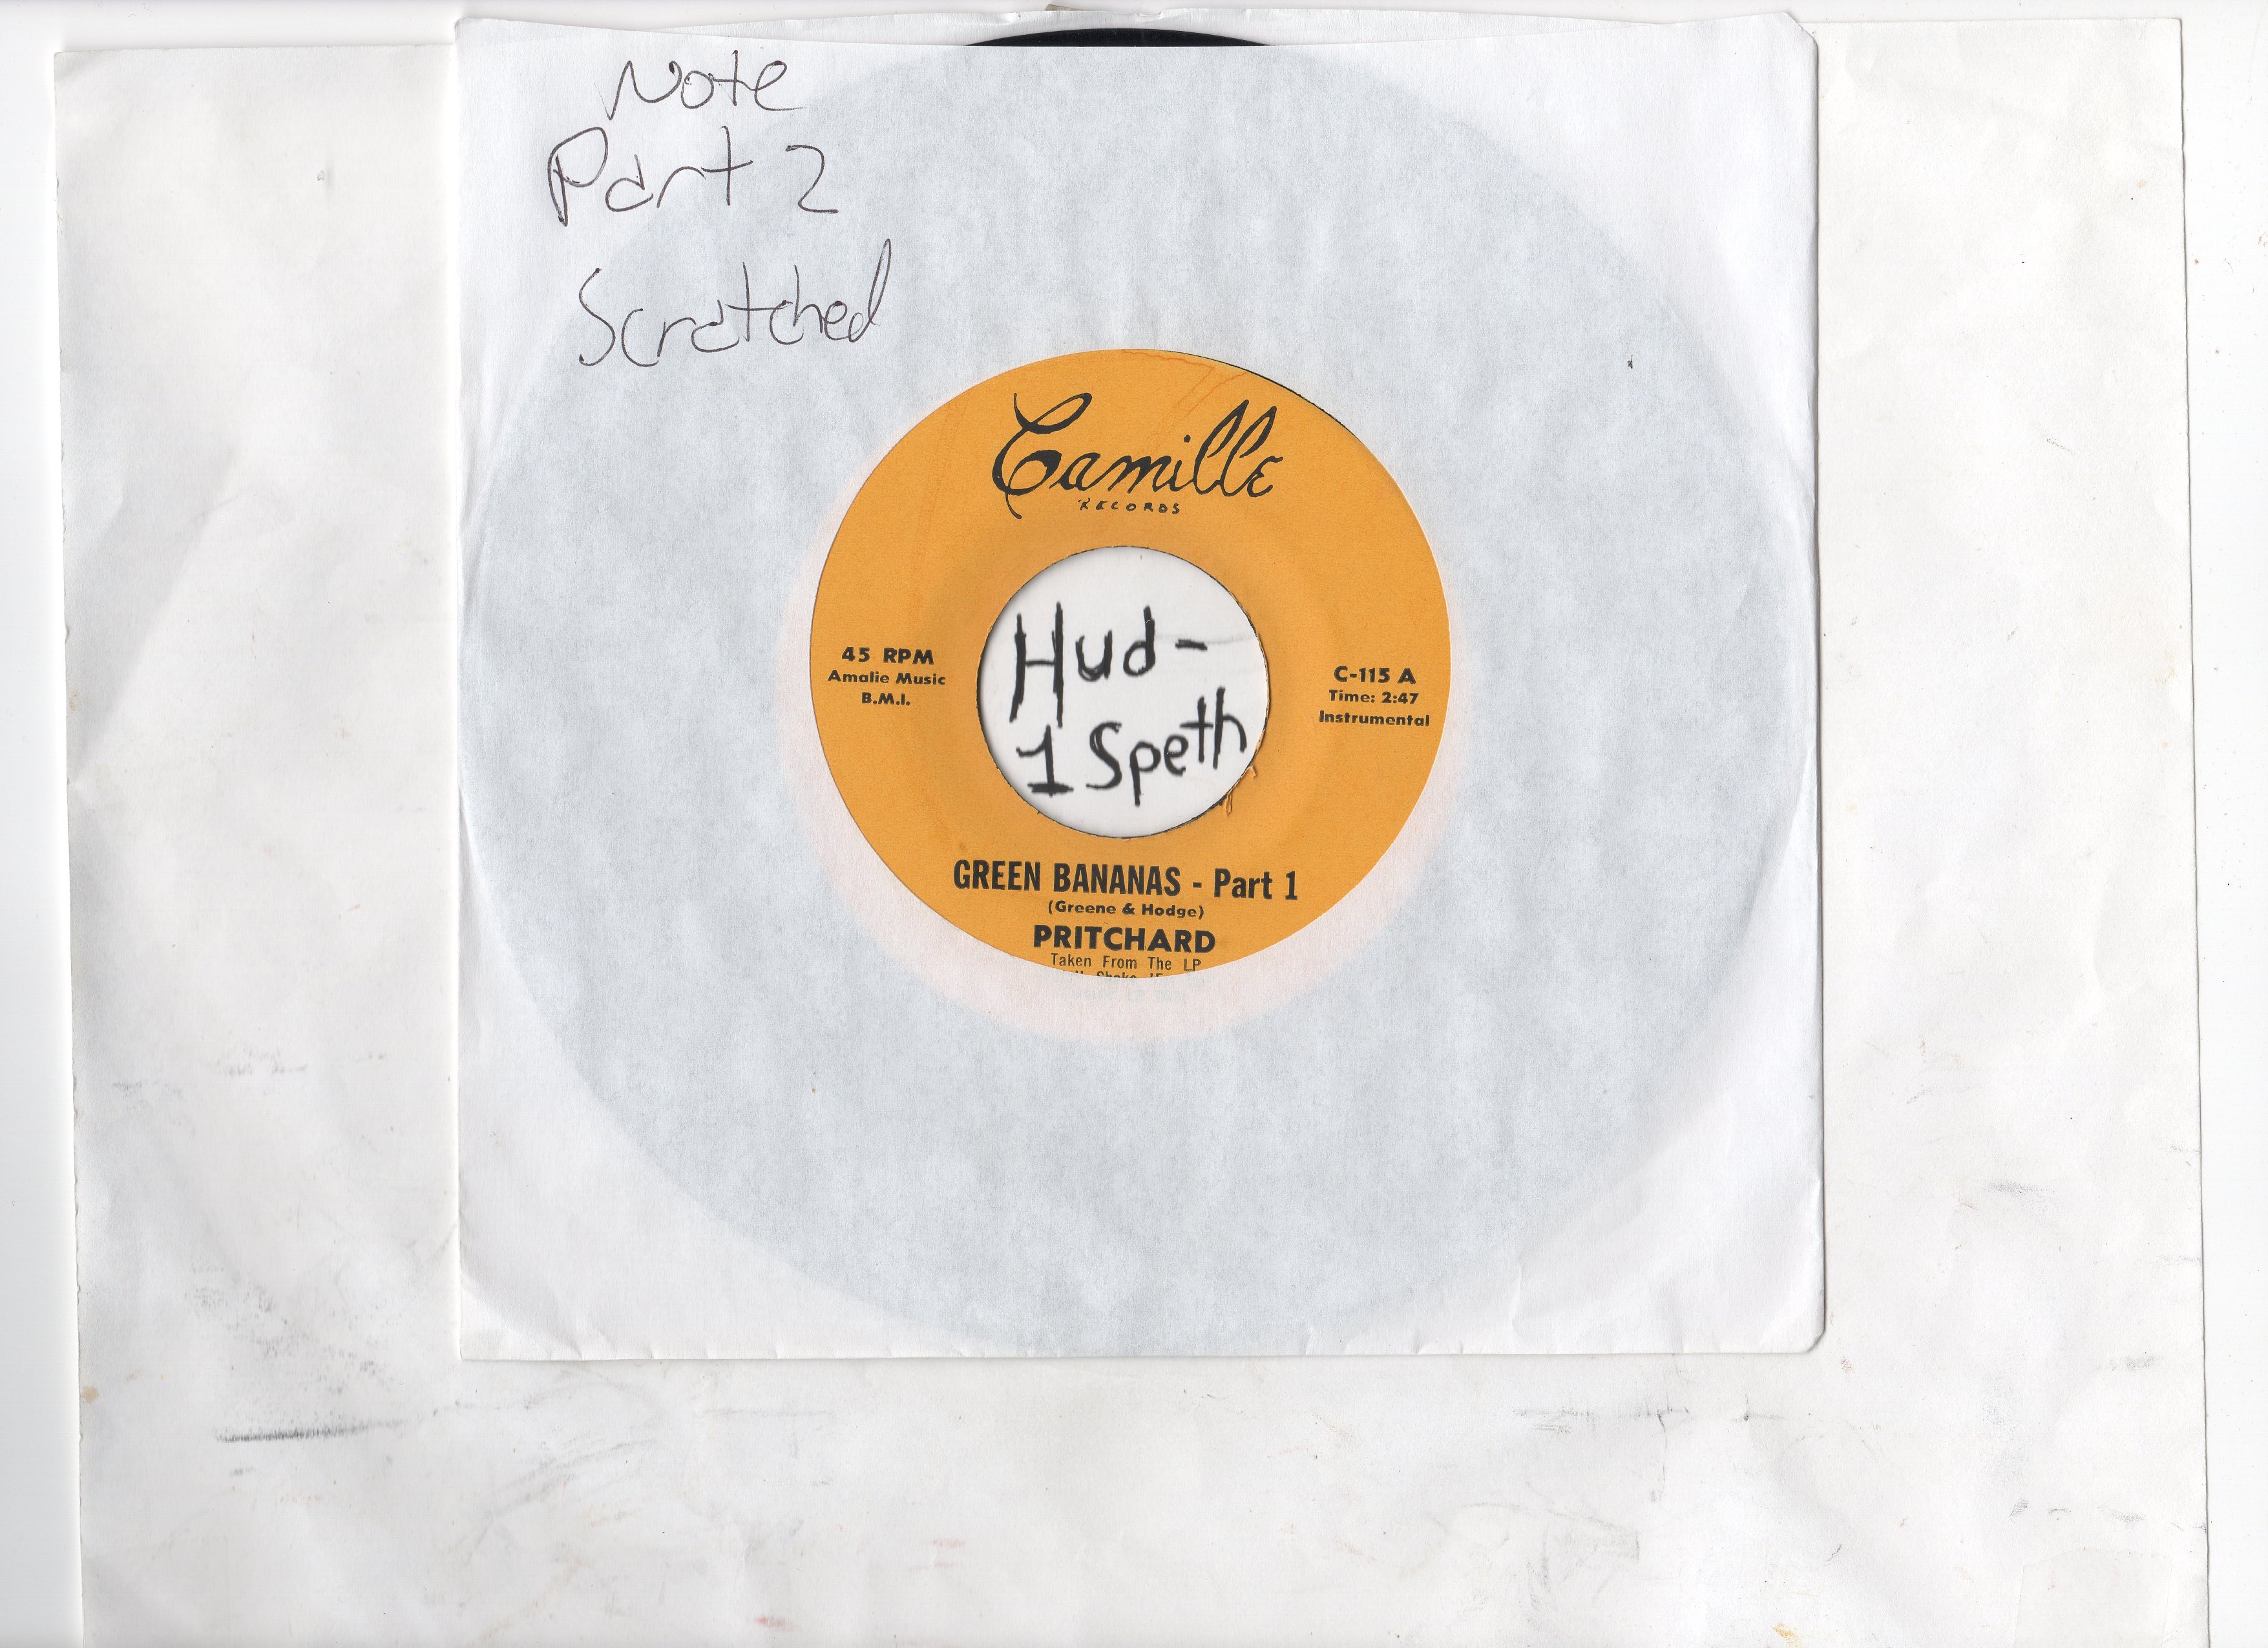 Note
Part 2
Scratched
Camille
RECORDS
45 RPM
Amalie Music
B.M.I.
Hud-
1 Speth
C-115 A
Time: 2:47
Instrumental
GREEN BANANAS - Part 1
(Greene & Hodge)
PRITCHARD
Taken From The LP
Shake